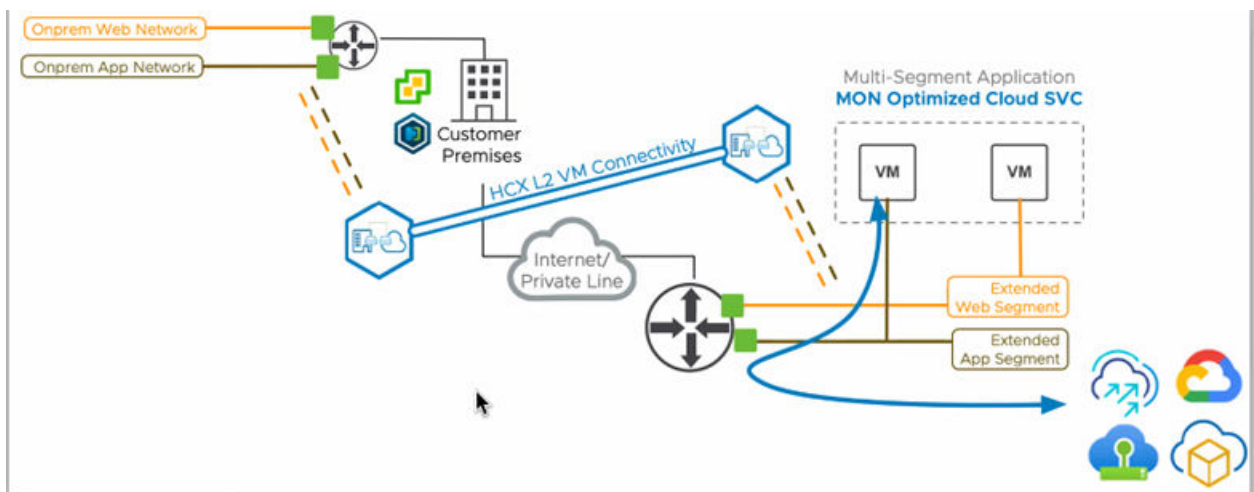 Onprem Web Network
Onprem App Network
Customer
Premises
HCX L2 VM Connectivity
Internet/
Private Line
Multi-Segment Application
MON Optimized Cloud SVC
VM
VM
Extended
Web Segment
Extended
App Segment